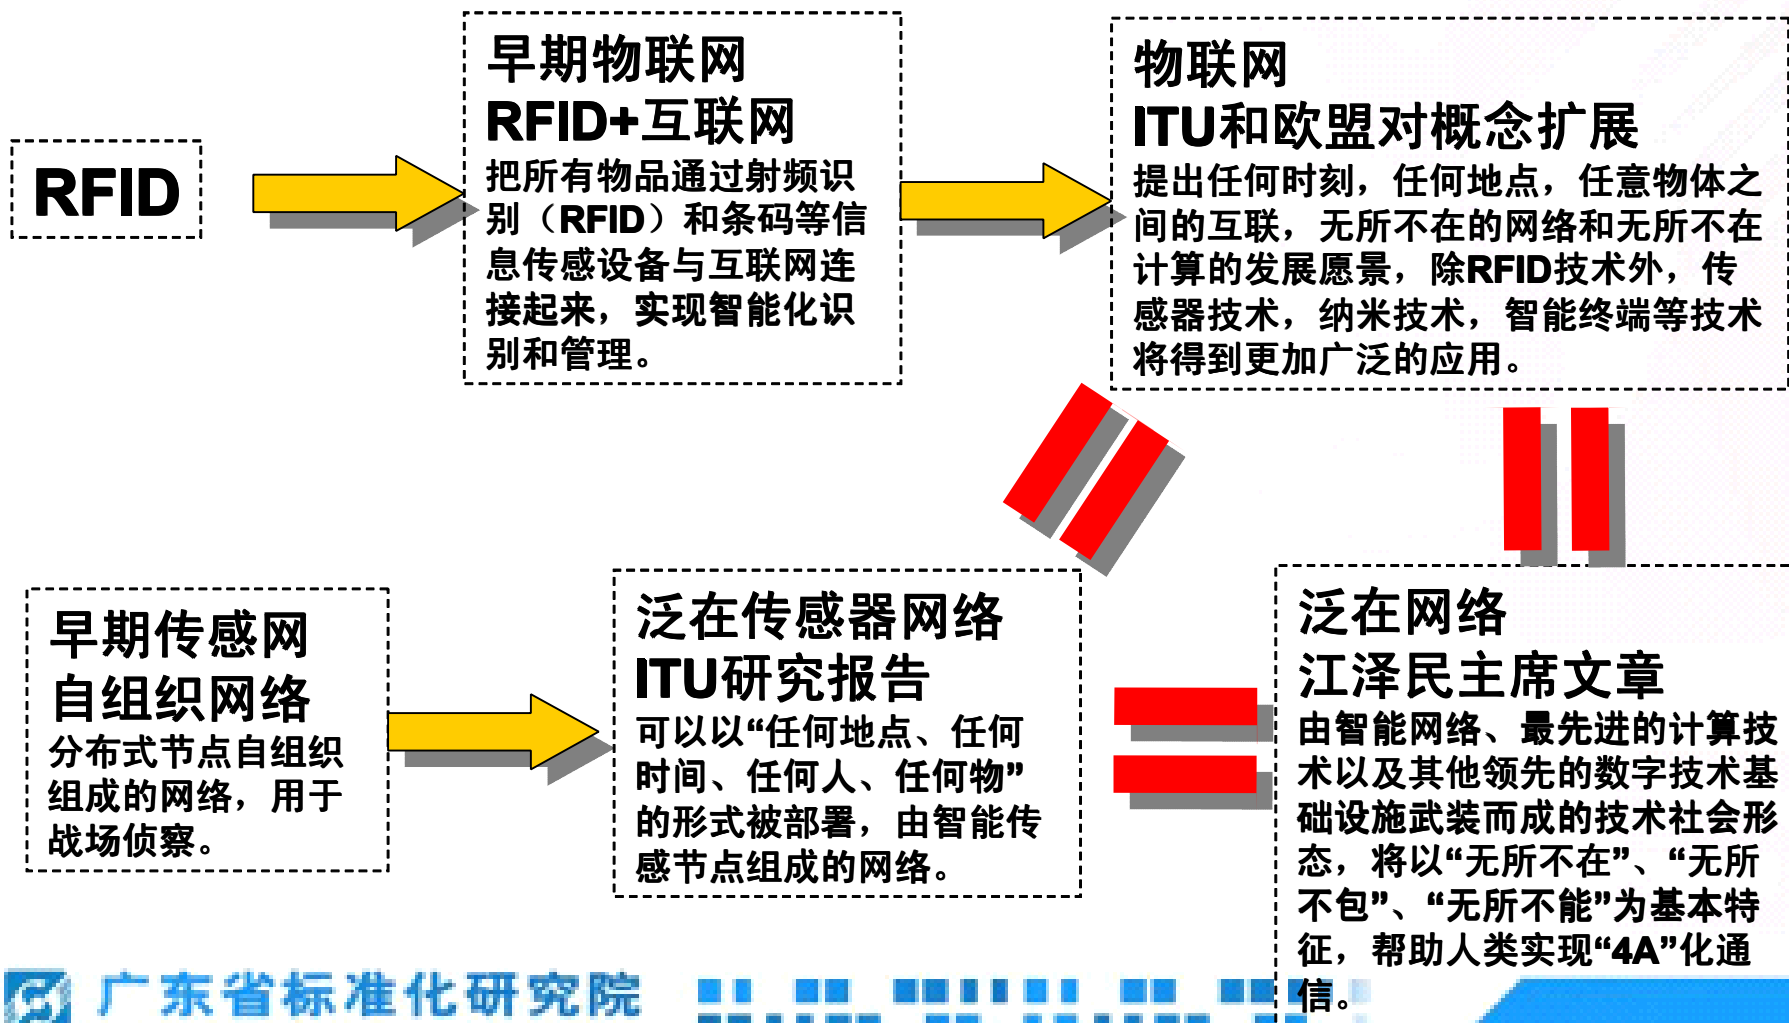 RFID
早期物联网
RFID+互联网
把所有物品通过射频识
别（RFID）和条码等信
息传感设备与互联网连
接起来，实现智能化识
别和管理。
物联网
ITU和欧盟对概念扩展
提出任何时刻，任何地点，任意物体之
间的互联，无所不在的网络和无所不在
计算的发展愿景，除RFID技术外，传
感器技术，纳米技术，智能终端等技术
将得到更加广泛的应用。
早期传感网
自组织网络
分布式节点自组织
组成的网络，用于
战场侦察。
泛在传感器网络
ITU研究报告
可以以“任何地点、任何
时间、任何人、任何物”
的形式被部署，由智能传
感节点组成的网络。
泛在网络
江泽民主席文章
由智能网络、最先进的计算技
术以及其他领先的数字技术基
础设施武装而成的技术社会形
态，将以“无所不在”、“无所
不包”、“无所不能”为基本特
征，帮助人类实现“4A”化通
信。
广东省标准化研究院